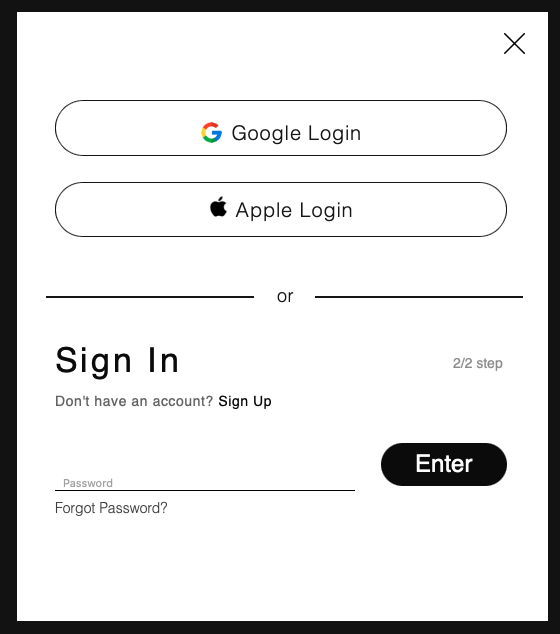 Google Login
Apple Login
or
Sign In
2/2 step
Don't have an account? Sign Up
Password
Enter
Forgot Password?